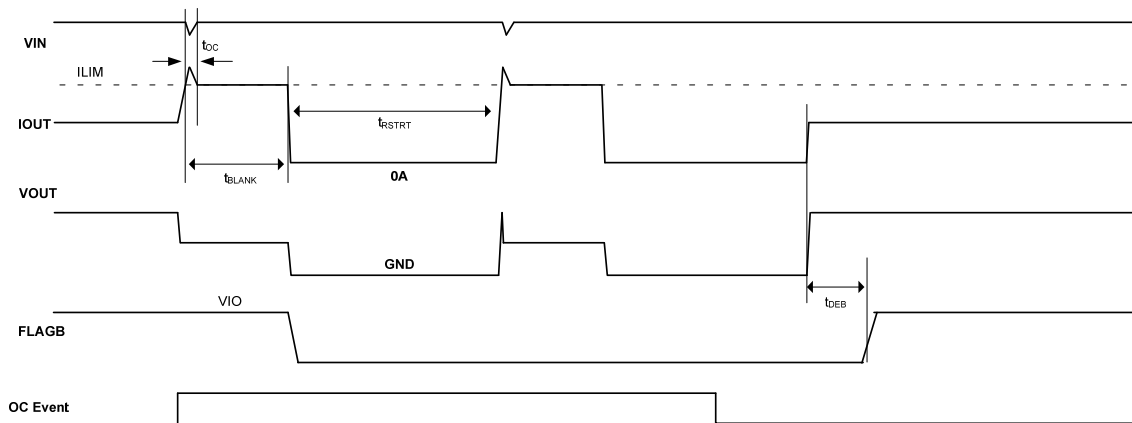 VIN
tOC
ILIM
IOUT
tRSTRT
tBLANK
0A
VOUT
GND
VIO
tDEB
FLAGB
OC Event